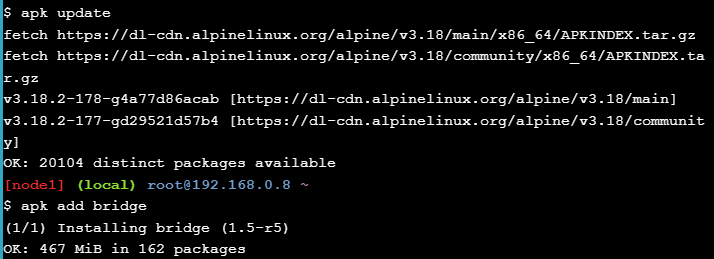 $ apk update
fetch https://dl-cdn.alpinelinux.org/alpine/v3.18/main/x86_64/APKINDEX.tar.gz
fetch https://dl-cdn.alpinelinux.org/alpine/v3.18/community/x86_64/APKINDEX.ta
r.gz
v3.18.2-178-g4a77d86acab [https://dl-cdn.alpinelinux.org/alpine/v3.18/main]
v3.18.2-177-gd29521d57b4 [https://dl-cdn.alpinelinux.org/alpine/v3.18/communit
y]
OK: 20104 distinct packages available
[node1] (local) root@192.168.0.8 ~
$ apk add bridge
(1/1) Installing bridge (1.5-r5)
OK: 467 MiB in 162 packages